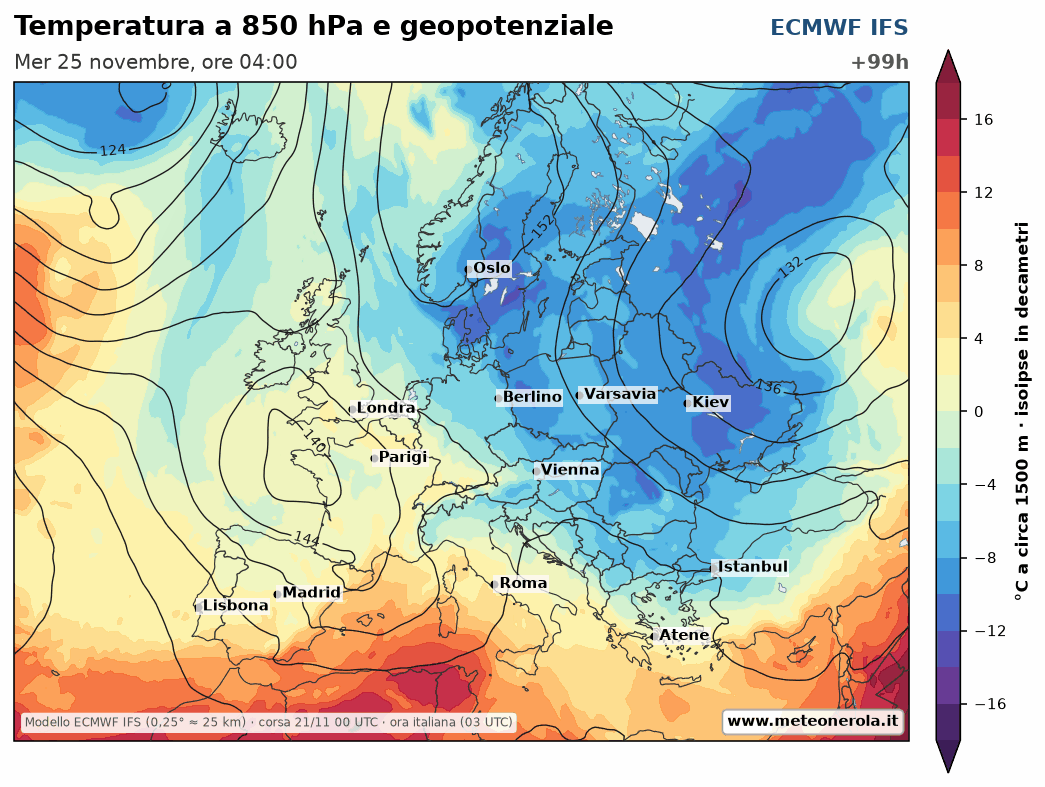 Temperatura a 850 hPa e geopotenziale
ECMWF IFS
Mer 25 novembre, ore 04:00
+99h
124
152
Oslo
132
136
Berlino
Varsavia
Kiev
Londra
140
Parigi
Vienna
144
Istanbul
Roma
Madrid
Lisbona
Atene
Modello ECMWF IFS (0,25° ≈ 25 km) · corsa 21/11 00 UTC · ora italiana (03 UTC)
www.meteonerola.it
16
12
8
4
0
−4
−8
−12
−16
°C a circa 1500 m · isoipse in decametri